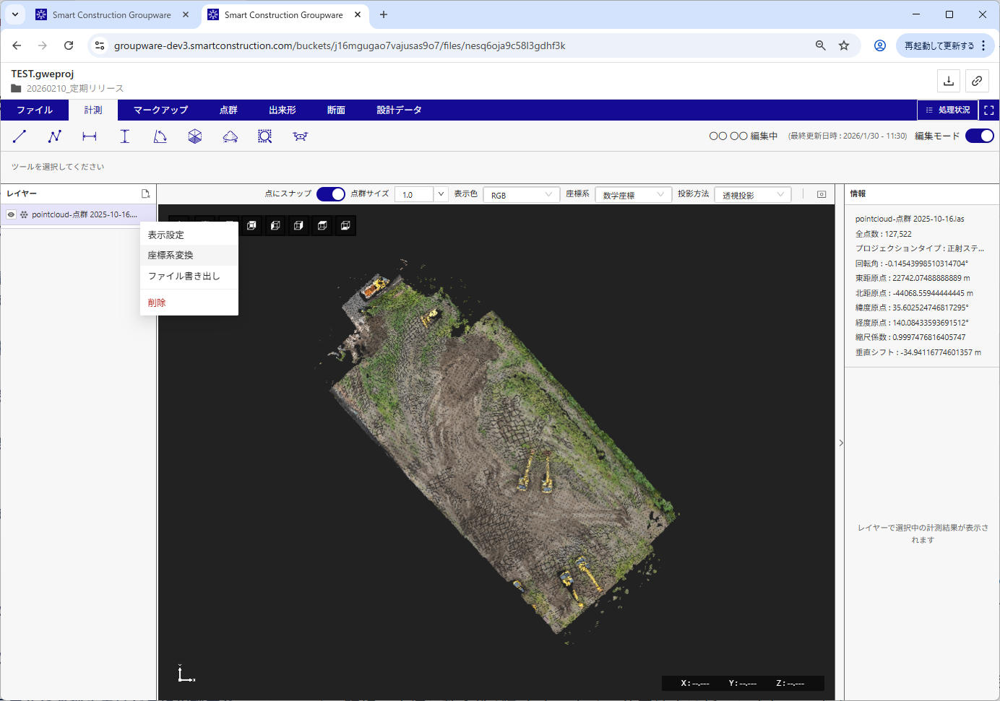 Smart Construction Groupware
Smart Construction Groupware
groupware-dev3.smartconstruction.com/buckets/j16mgugao7vajusas9o7/files/nesq6oja9c58l3gdhf3k
再起動して更新する
TEST.gweproj
20260210_定期リリース
ファイル
計測
マークアップ
点群
出来形
断面
設計データ
処理状況
〇〇 〇〇 編集中
(最終更新日時 : 2026/1/30 - 11:30)
編集モード
ツールを選択してください
レイヤー
点にスナップ
点群サイズ
1.0
表示色
RGB
座標系
数学座標
投影方法
透視投影
情報
pointcloud-点群 2025-10-16....
表示設定
座標系変換
ファイル書き出し
削除
pointcloud-点群 2025-10-16.las
全点数 : 127,522
プロジェクションタイプ : 正射ステ...
回転角 : -0.14543998510314704°
東距原点 : 22742.07488888889 m
北距原点 : -44068.55944444445 m
緯度原点 : 35.602524746817295°
経度原点 : 140.08433593691512°
縮尺係数 : 0.9997476816405747
垂直シフト : -34.94116774601357 m
レイヤーで選択中の計測結果が表示さ
れます
Y
X
X:--.---
Y:--.---
Z:--.---